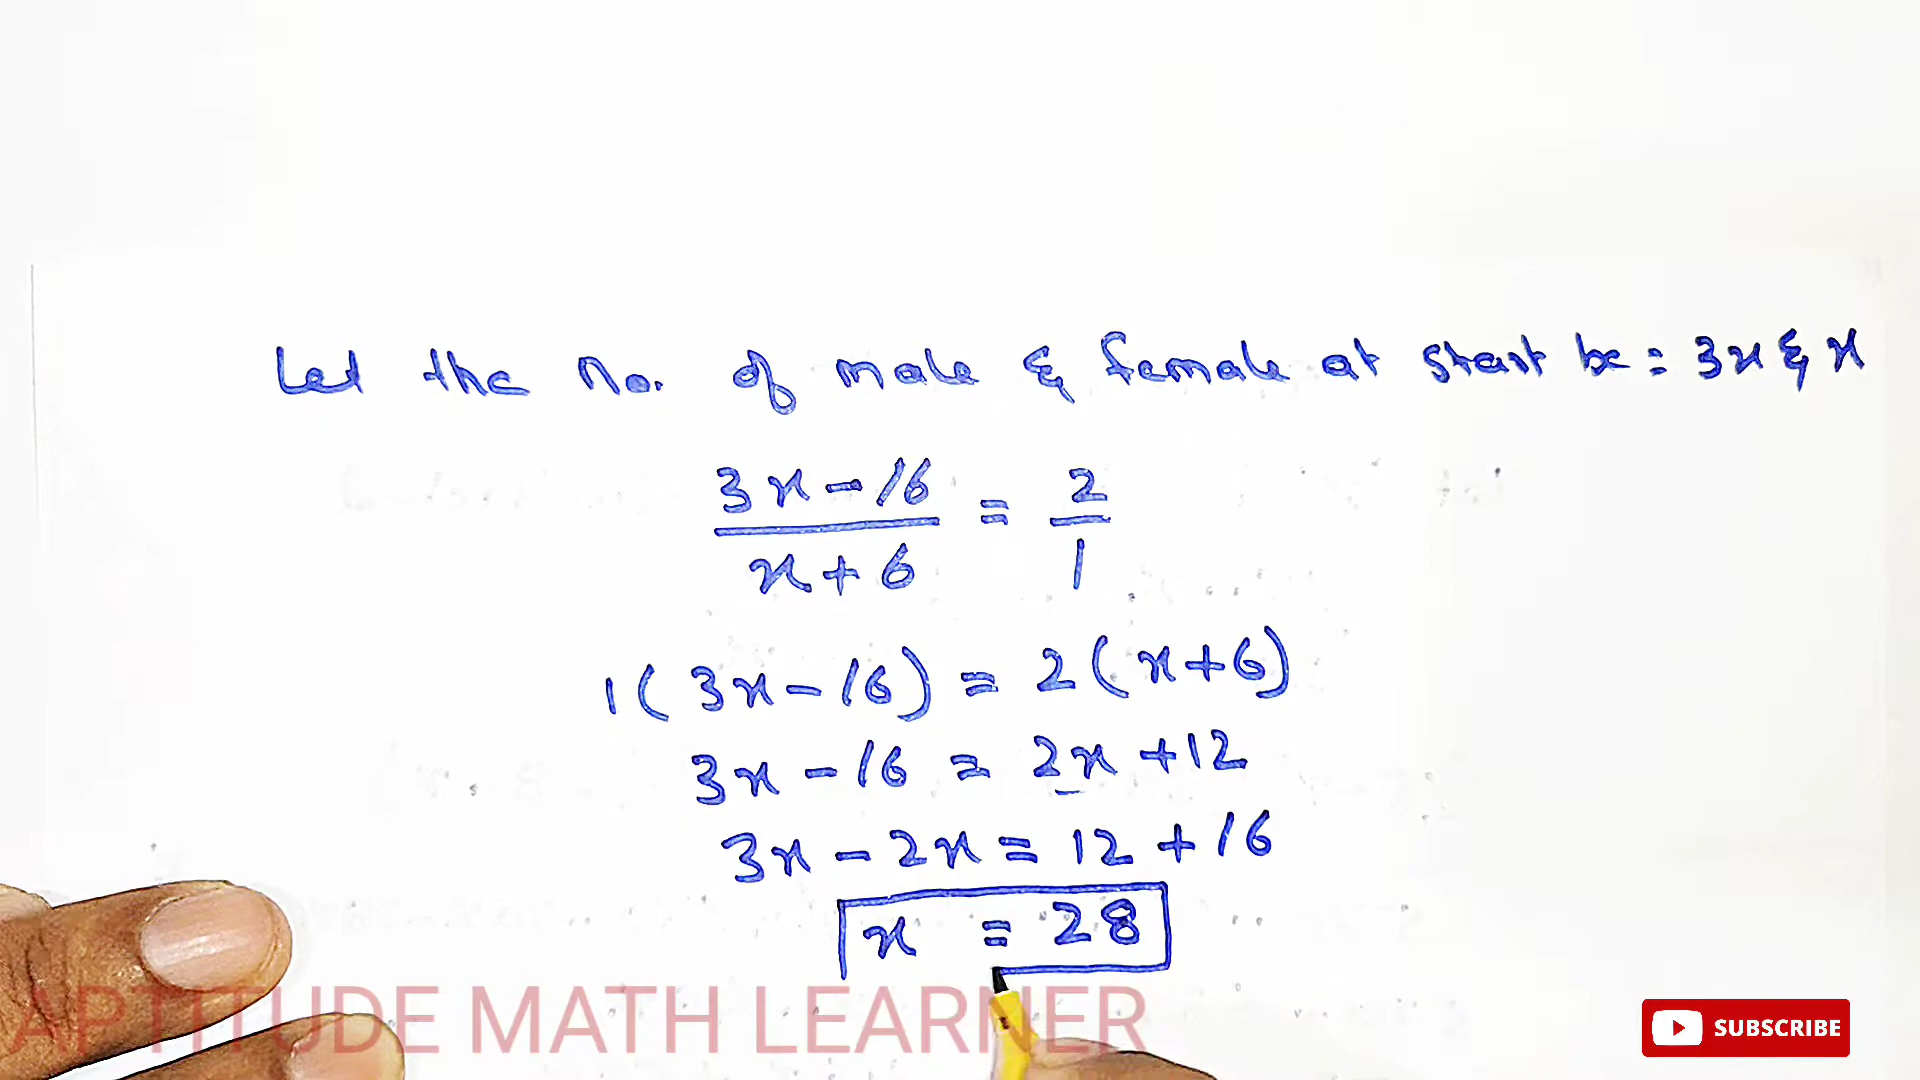 Let the No. of male & female at start be = 3x & x
3x - 16 / x + 6 = 2 / 1
1(3x - 16) = 2(x + 6)
3x - 16 = 2x + 12
3x - 2x = 12 + 16
x = 28
APTITUDE MATH LEARNER
SUBSCRIBE